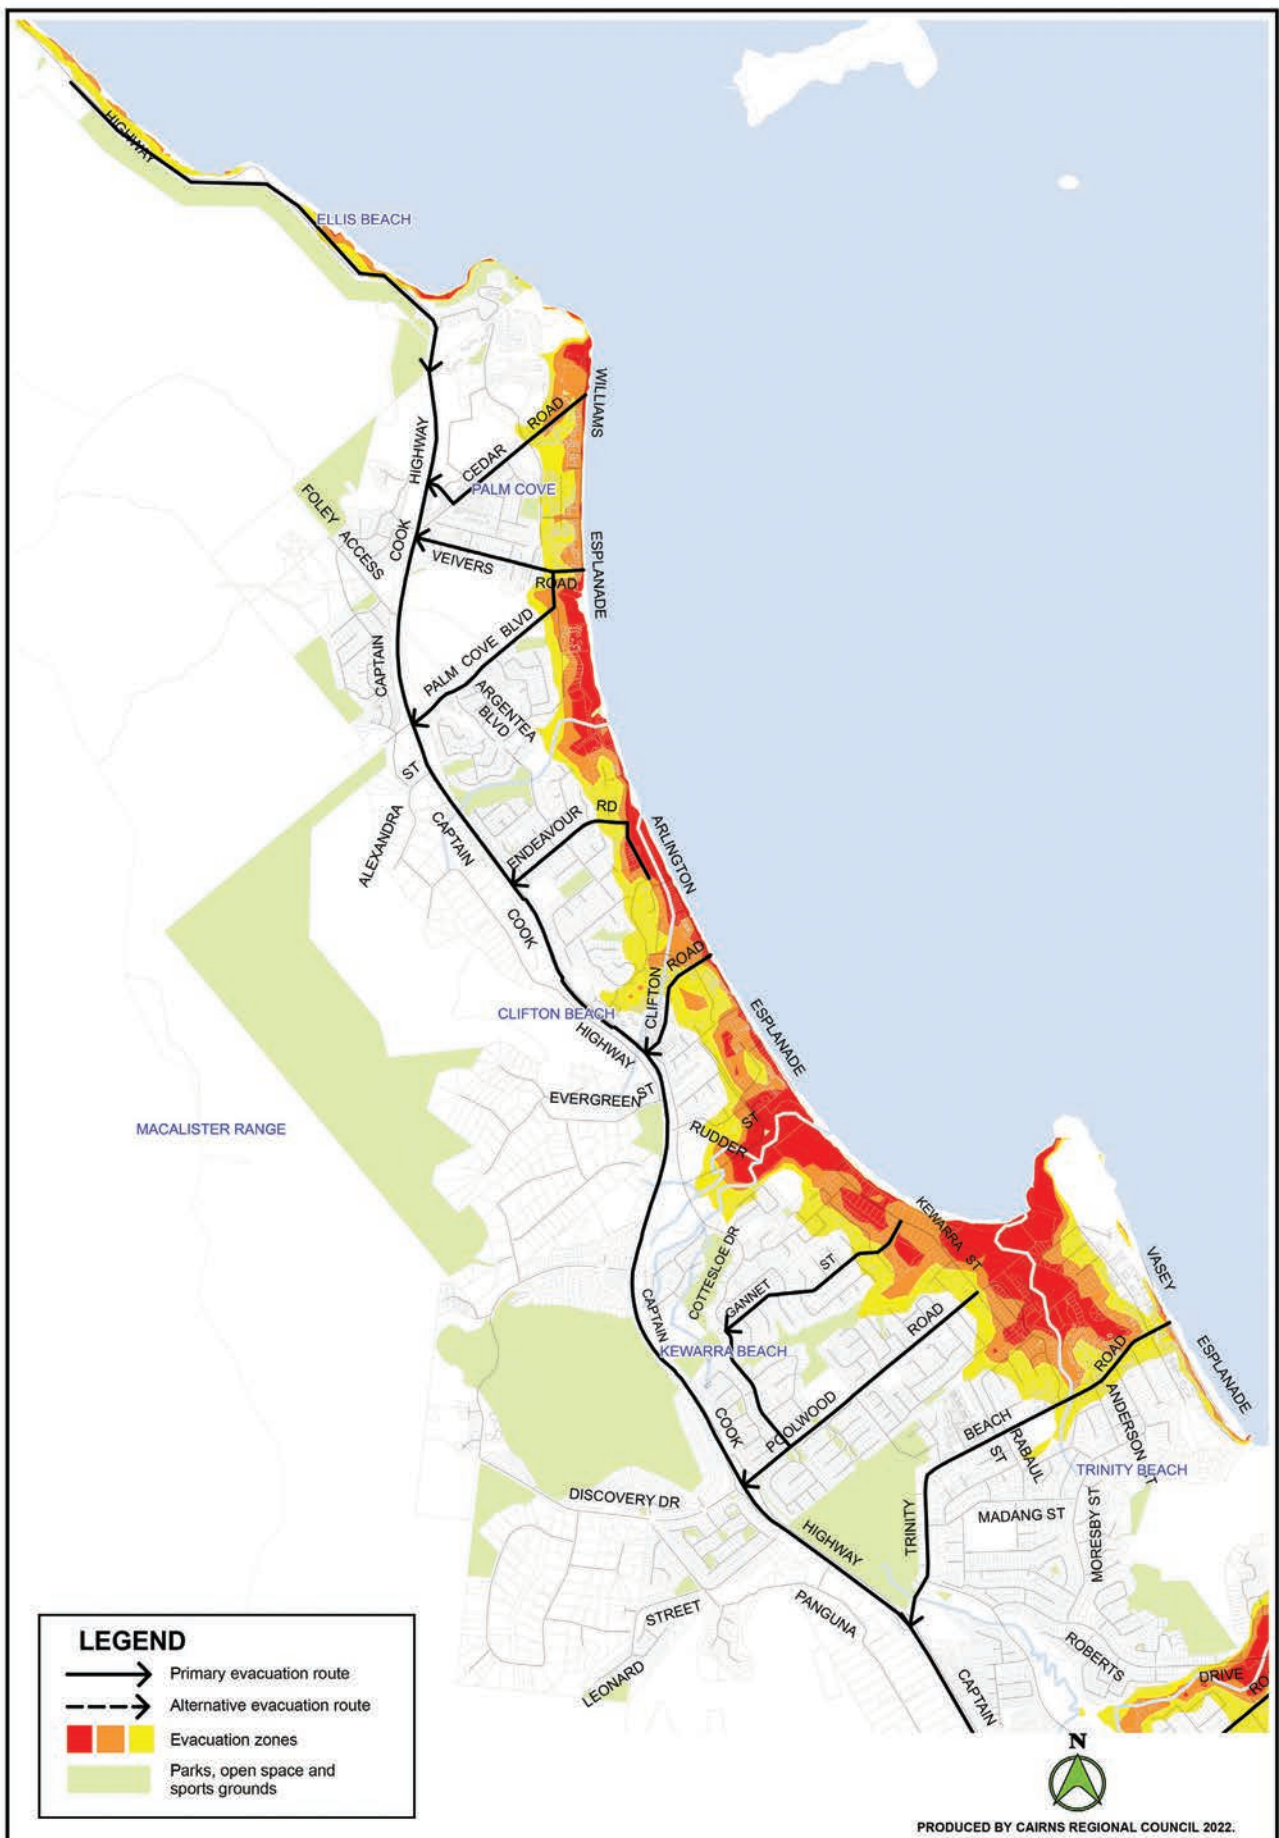 HIGHWAY
ELLIS BEACH
WILLIAMS
ROAD
HIGHWAY
CEDAR
PALM COVE
FOLEY
ACCESS
COOK
VEIVERS
ROAD
ESPLANADE
PALM COVE BLVD
CAPTAIN
ARGENTEA
BLVD
ST
ALEXANDRA
CAPTAIN
ENDEAVOUR
RD
ARLINGTON
COOK
ROAD
CLIFTON
CLIFTON BEACH
ESPLANADE
HIGHWAY
EVERGREEN
ST
MACALISTER RANGE
RUDDER
ST
KEWARRA
ST
COTTESLOE DR
ST
GANNET
VASEY
CAPTAIN
KEWARRA BEACH
ROAD
ROAD
ESPLANADE
COOK
POOLWOOD
BEACH
RABAUL
ST
ANDERSON
ST
TRINITY BEACH
DISCOVERY DR
TRINITY
MADANG ST
MORESBY ST
HIGHWAY
STREET
PANGUNA
LEONARD
ROBERTS
DRIVE
RO
CAPTAIN
LEGEND
Primary evacuation route
Alternative evacuation route
Evacuation zones
Parks, open space and
sports grounds
N
PRODUCED BY CAIRNS REGIONAL COUNCIL 2022.